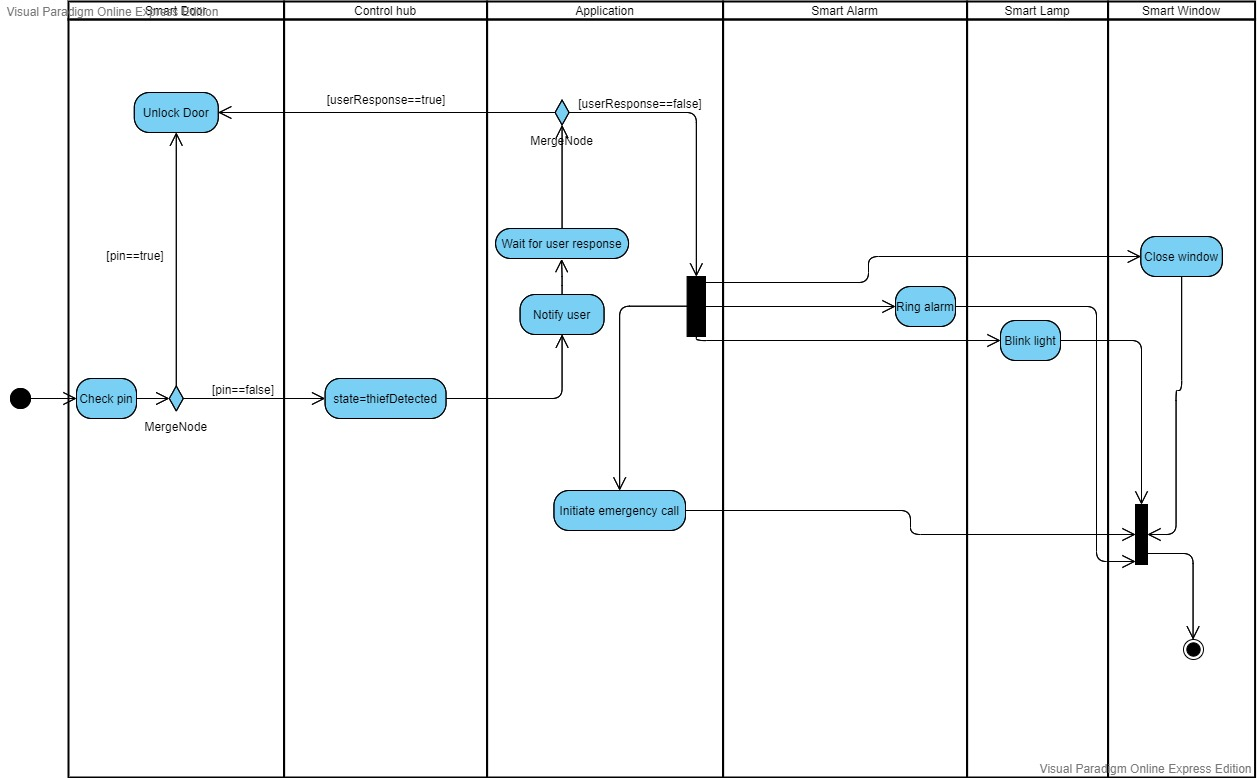 Visual Paradigm Online Express Edition
Smart Door
Control hub
Application
Smart Alarm
Smart Lamp
Smart Window
[userResponse==true]
[userResponse==false]
Unlock Door
MergeNode
Wait for user response
[pin==true]
Close window
Ring alarm
Notify user
Blink light
[pin==false]
Check pin
state=thiefDetected
MergeNode
Initiate emergency call
Visual Paradigm Online Express Edition